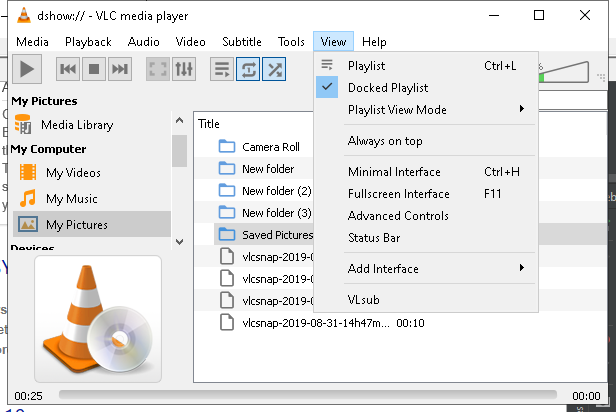 dshow:// - VLC media player
Media Playback Audio Video Subtitle Tools View Help
Playlist Ctrl+L
Docked Playlist
Playlist View Mode
Always on top
Minimal Interface Ctrl+H
Fullscreen Interface F11
Advanced Controls
Status Bar
Add Interface
VLsub
%
My Pictures
Media Library
My Computer
My Videos
My Music
My Pictures
Devices
Title
Camera Roll
New folder
New folder (2)
New folder (3)
Saved Pictures
vlcsnap-2019-0
vlcsnap-2019-0
vlcsnap-2019-0
vlcsnap-2019-08-31-14h47m... 00:10
00:25 00:00